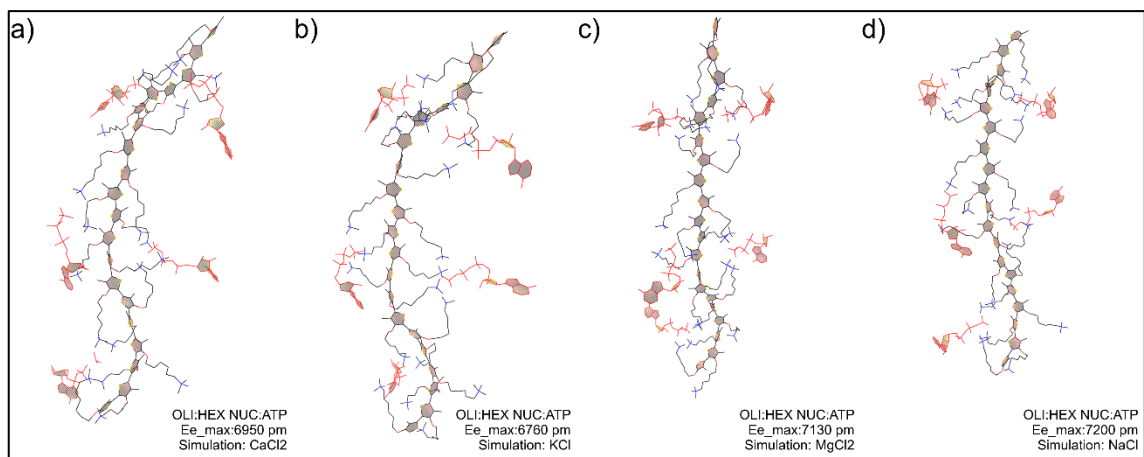 a)
b)
c)
d)
OLI:HEX NUC:ATP
Ee_max:6950 pm
Simulation: CaCl2
OLI:HEX NUC:ATP
Ee_max:6760 pm
Simulation: KCl
OLI:HEX NUC:ATP
Ee_max:7130 pm
Simulation: MgCl2
OLI:HEX NUC:ATP
Ee_max:7200 pm
Simulation: NaCl